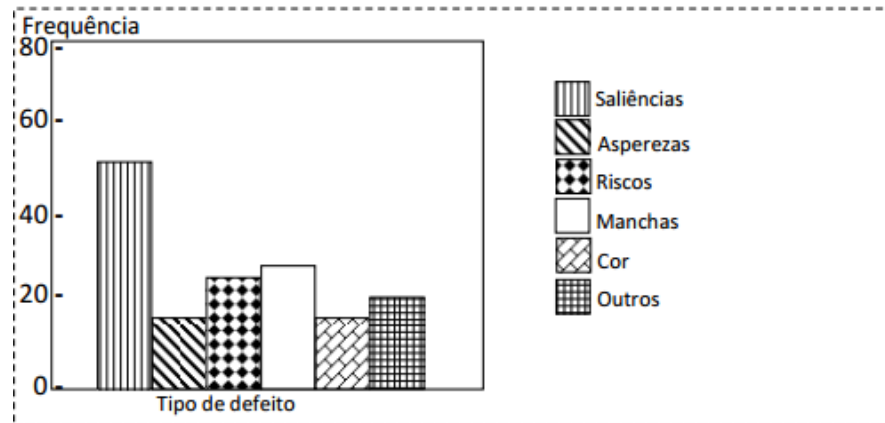 Frequência
80
60
40
20
0
Tipo de defeito
Saliências
Asperezas
Riscos
Manchas
Cor
Outros